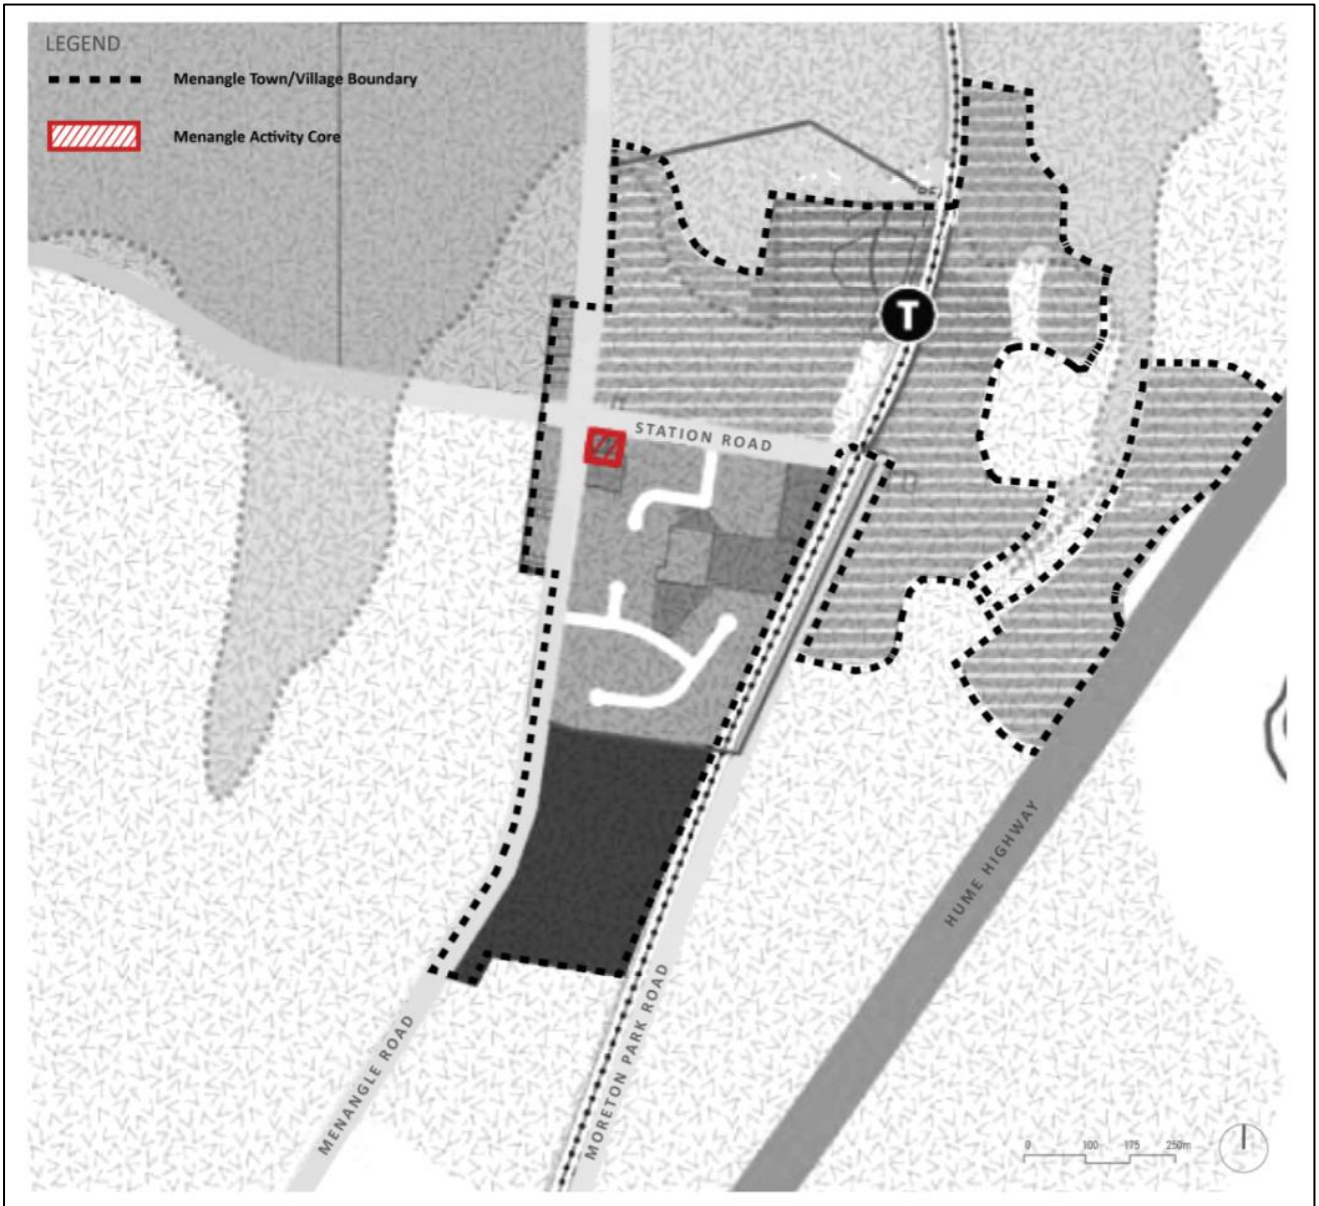 LEGEND
Menangle Town/Village Boundary
Menangle Activity Core
T
STATION ROAD
HUME HIGHWAY
MENANGLE ROAD
MORETON PARK ROAD
0 100 175 250m